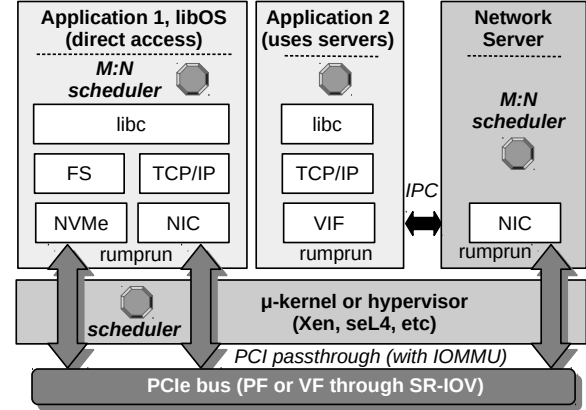 Application 1, libOS
(direct access)
M:N
scheduler
libc
FS
TCP/IP
NVMe
NIC
rumprun
Application 2
(uses servers)
libc
TCP/IP
VIF
rumprun
IPC
Network
Server
M:N
scheduler
NIC
rumprun
scheduler
µ-kernel or hypervisor
(Xen, seL4, etc)
PCI passthrough (with IOMMU)
PCIe bus (PF or VF through SR-IOV)